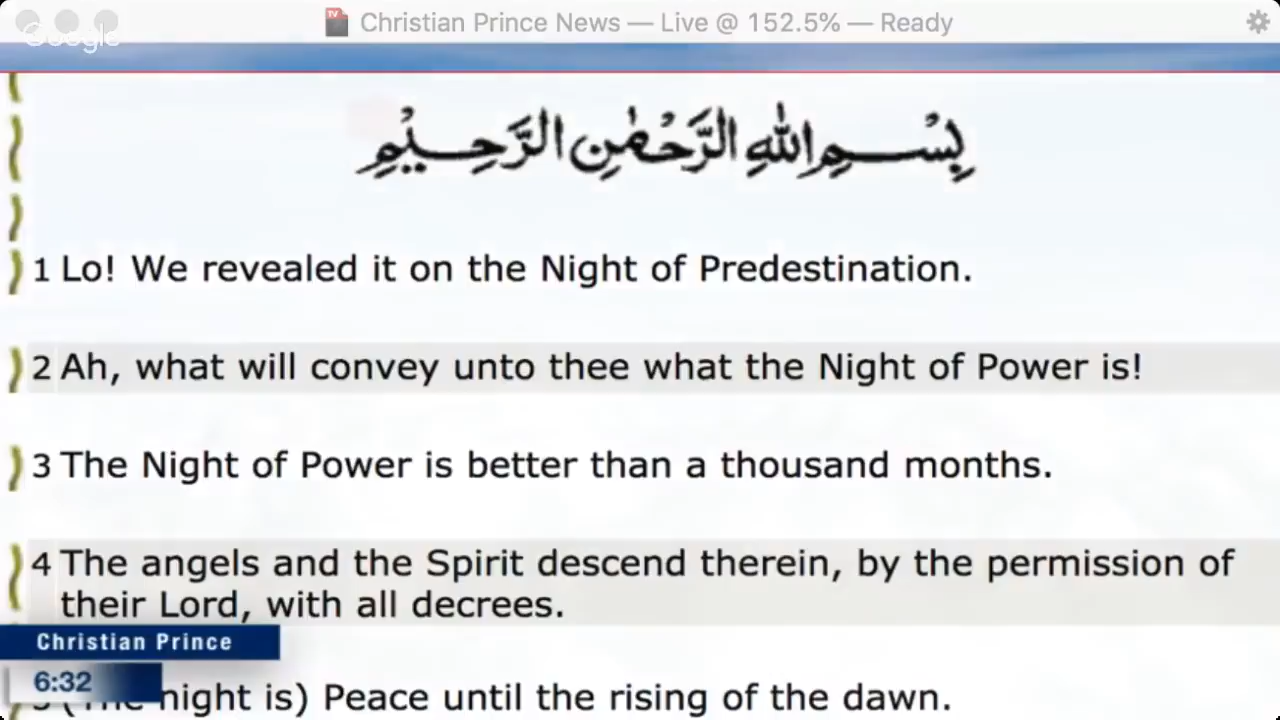 Christian Prince News — Live @ 152.5% — Ready
Google
بِسْمِ اللهِ الرَّحْمٰنِ الرَّحِيْمِ
1 Lo! We revealed it on the Night of Predestination.
2 Ah, what will convey unto thee what the Night of Power is!
3 The Night of Power is better than a thousand months.
4 The angels and the Spirit descend therein, by the permission of
their Lord, with all decrees.
Christian Prince
6:32
night is) Peace until the rising of the dawn.